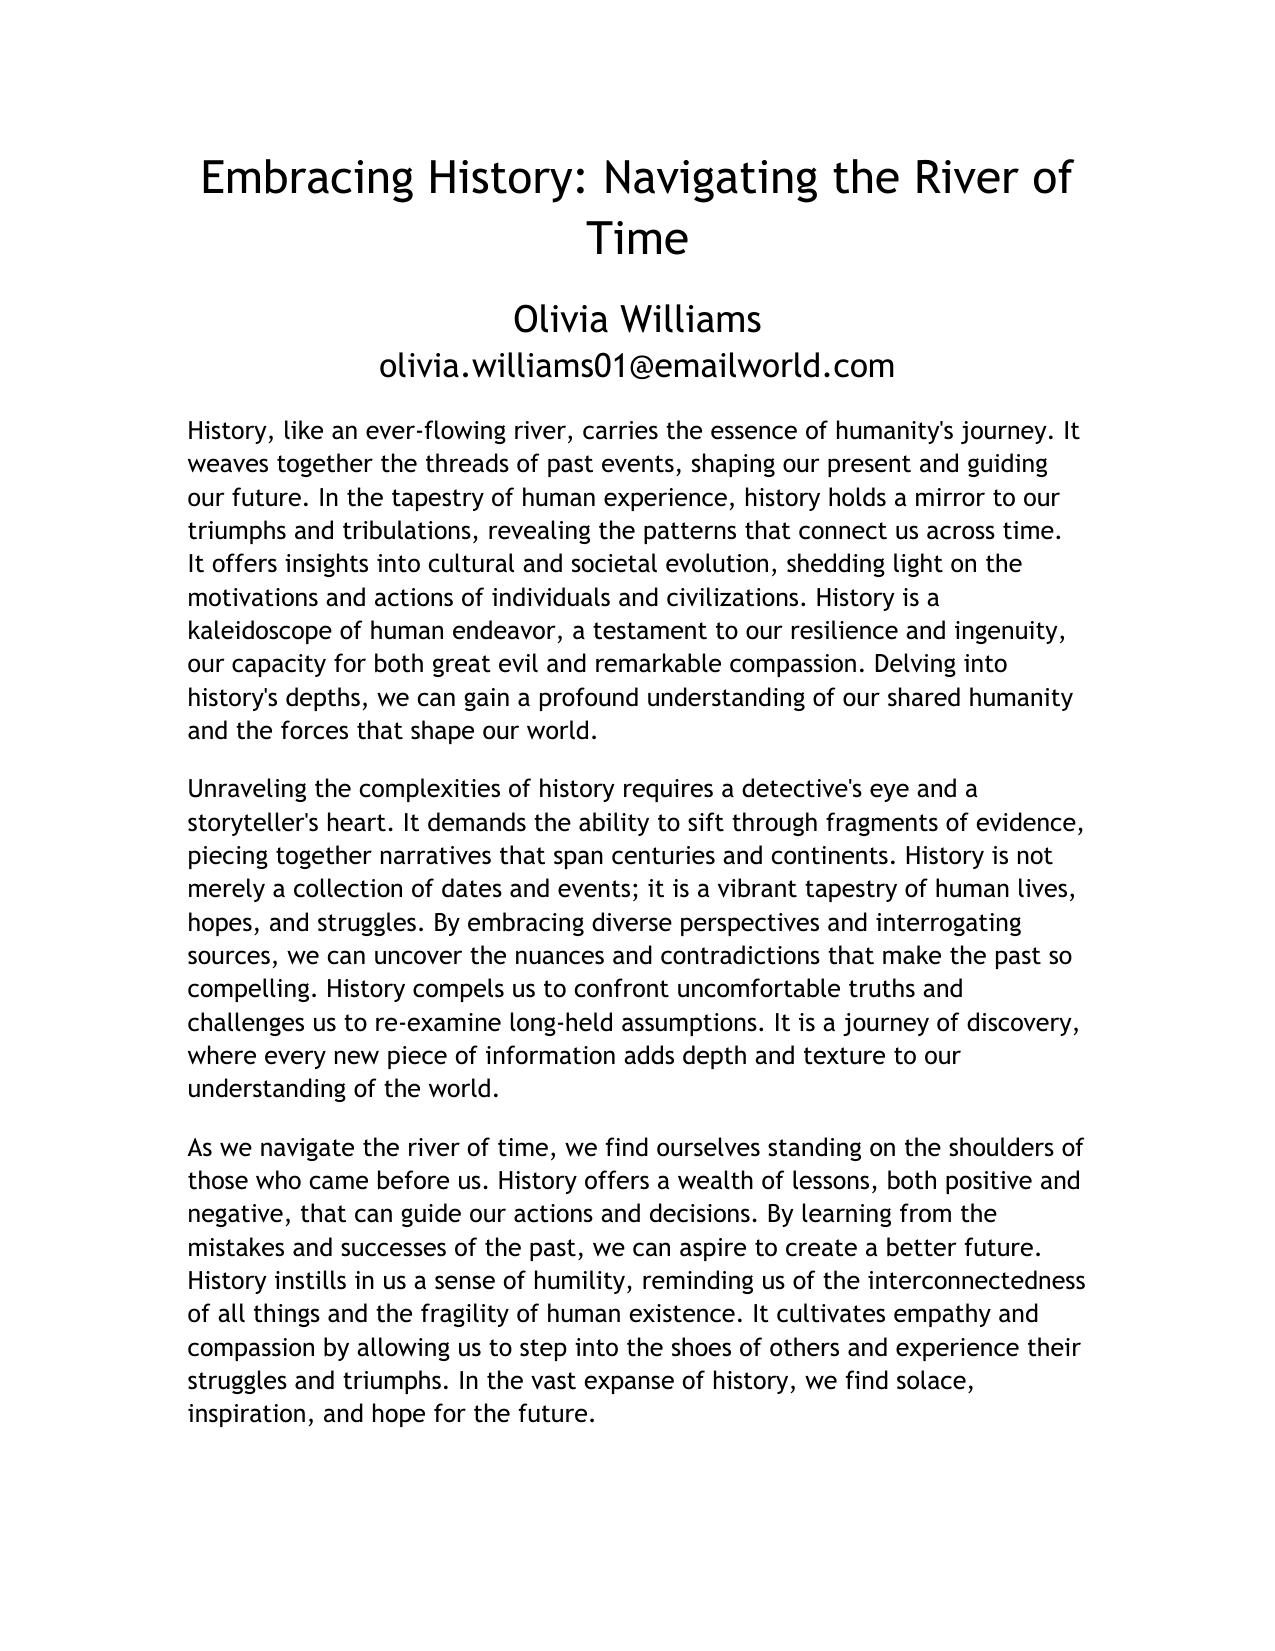 Embracing History: Navigating the River of
Time
Olivia Williams
olivia.williams01@emailworld.com
History, like an ever-flowing river, carries the essence of humanity's journey. It
weaves together the threads of past events, shaping our present and guiding
our future. In the tapestry of human experience, history holds a mirror to our
triumphs and tribulations, revealing the patterns that connect us across time.
It offers insights into cultural and societal evolution, shedding light on the
motivations and actions of individuals and civilizations. History is a
kaleidoscope of human endeavor, a testament to our resilience and ingenuity,
our capacity for both great evil and remarkable compassion. Delving into
history's depths, we can gain a profound understanding of our shared humanity
and the forces that shape our world.
Unraveling the complexities of history requires a detective's eye and a
storyteller's heart. It demands the ability to sift through fragments of evidence,
piecing together narratives that span centuries and continents. History is not
merely a collection of dates and events; it is a vibrant tapestry of human lives,
hopes, and struggles. By embracing diverse perspectives and interrogating
sources, we can uncover the nuances and contradictions that make the past so
compelling. History compels us to confront uncomfortable truths and
challenges us to re-examine long-held assumptions. It is a journey of discovery,
where every new piece of information adds depth and texture to our
understanding of the world.
As we navigate the river of time, we find ourselves standing on the shoulders of
those who came before us. History offers a wealth of lessons, both positive and
negative, that can guide our actions and decisions. By learning from the
mistakes and successes of the past, we can aspire to create a better future.
History instills in us a sense of humility, reminding us of the interconnectedness
of all things and the fragility of human existence. It cultivates empathy and
compassion by allowing us to step into the shoes of others and experience their
struggles and triumphs. In the vast expanse of history, we find solace,
inspiration, and hope for the future.